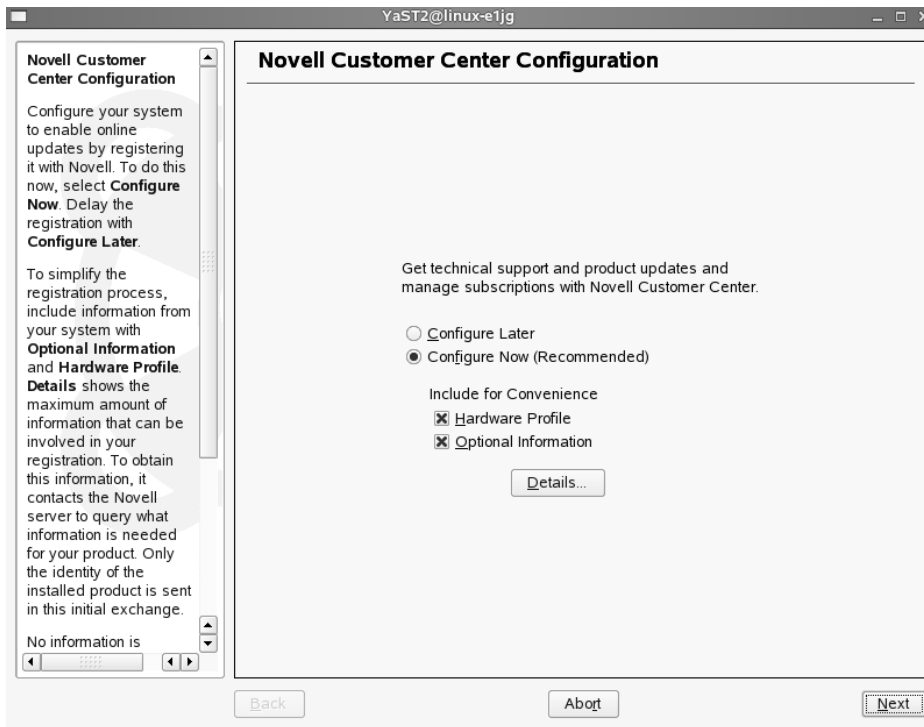 YaST2@linux-e1jg
Novell Customer
Center Configuration
Configure your system
to enable online
updates by registering
it with Novell. To do this
now, select Configure
Now. Delay the
registration with
Configure Later.
To simplify the
registration process,
include information from
your system with
Optional Information
and Hardware Profile.
Details shows the
maximum amount of
information that can be
involved in your
registration. To obtain
this information, it
contacts the Novell
server to query what
information is needed
for your product. Only
the identity of the
installed product is sent
in this initial exchange.
No information is
Novell Customer Center Configuration
Get technical support and product updates and
manage subscriptions with Novell Customer Center.
Configure Later
Configure Now (Recommended)
Include for Convenience
Hardware Profile
Optional Information
Details...
Back
Abort
Next